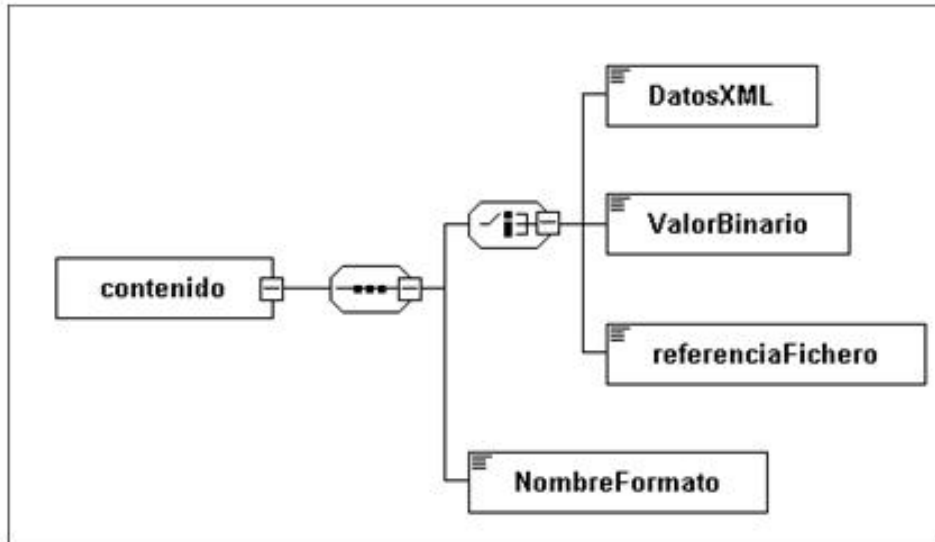 DatosXML
ValorBinario
contenido
referenciaFichero
NombreFormato